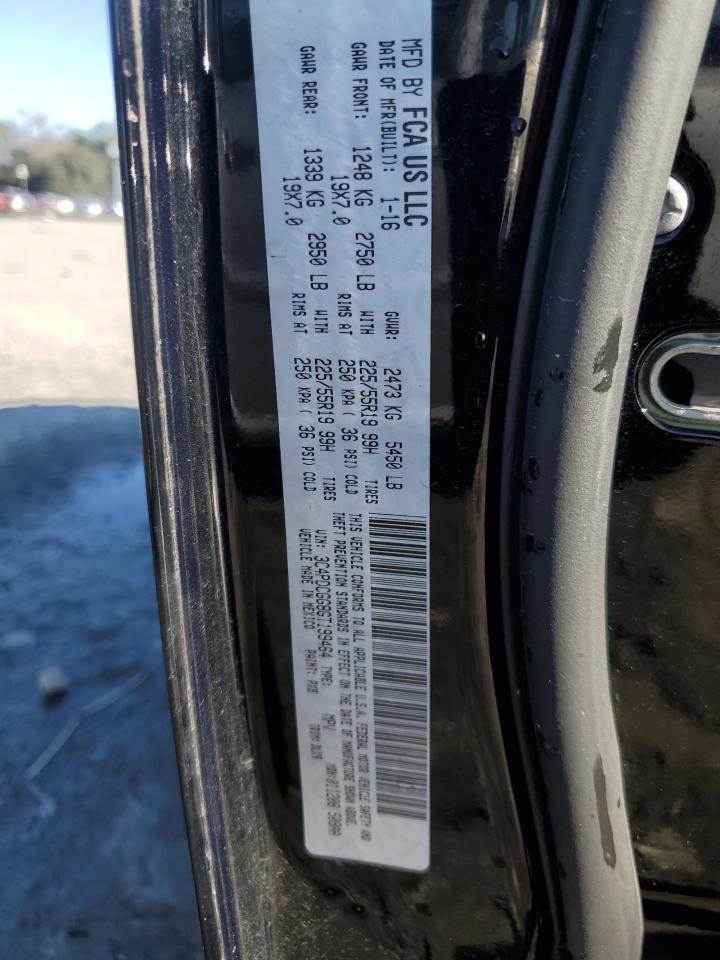 MFD BY FCA US LLC
DATE OF MFR(BUILT): 1-16 GVWR: 2473 KG 5450 LB
GAWR FRONT: 1248 KG 2750 LB WITH 225/55R19 99H TIRES
19X7.0 RIMS AT 250 KPA ( 36 PSI) COLD
GAWR REAR: 1339 KG 2950 LB WITH 225/55R19 99H TIRES
19X7.0 RIMS AT 250 KPA ( 36 PSI) COLD
THIS VEHICLE CONFORMS TO ALL APPLICABLE U.S.A. FEDERAL MOTOR VEHICLE SAFETY AND
THEFT PREVENTION STANDARDS IN EFFECT ON THE DATE OF MANUFACTURE SHOWN ABOVE.
VIN: 3C4PDCGG8GT199464 TYPE: MPV
VEHICLE MADE IN MEXICO PAINT: PX8